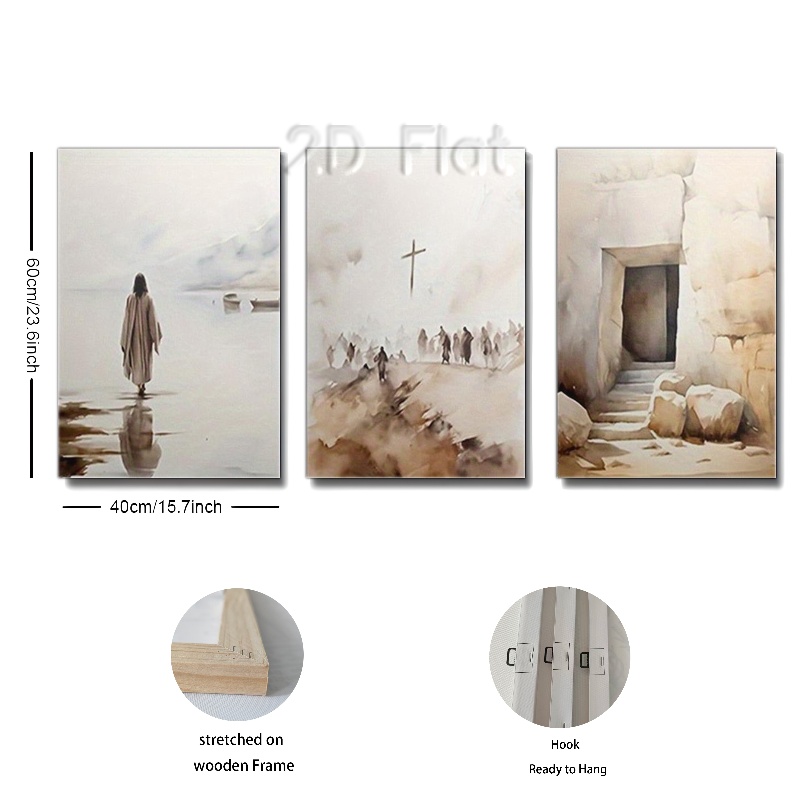 2D Flat
60cm/23.6inch
40cm/15.7inch
stretched on
wooden Frame
Hook
Ready to Hang